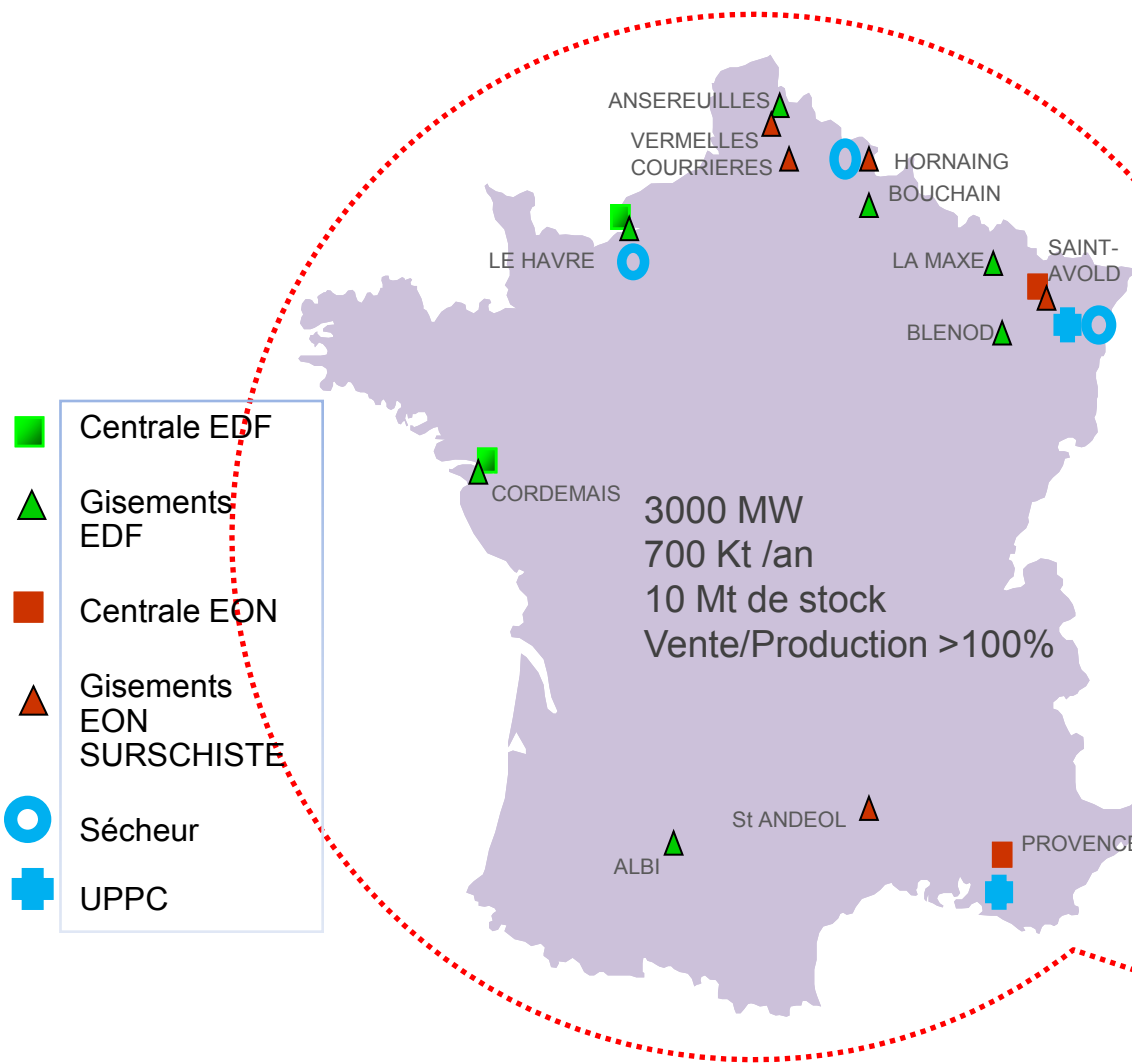 ANSEREUILLES
VERMELLES
COURRIERES
HORNAING
BOUCHAIN
LE HAVRE
LA MAXE
SAINT-
AVOLD
BLENOD
Centrale EDF
Gisements
EDF
Centrale EON
Gisements
EON
SURSCHISTE
Sécheur
UPPC
CORDEMAIS
3000 MW
700 Kt /an
10 Mt de stock
Vente/Production >100%
St ANDEOL
ALBI
PROVENCE